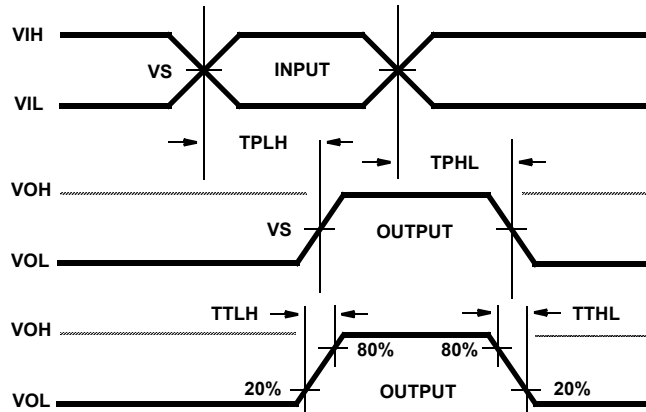 VIH
VS INPUT
VIL
TPLH TPHL
VOH
VS OUTPUT
VOL
TTLH TTHL
VOH
80% 80%
20% OUTPUT 20%
VOL